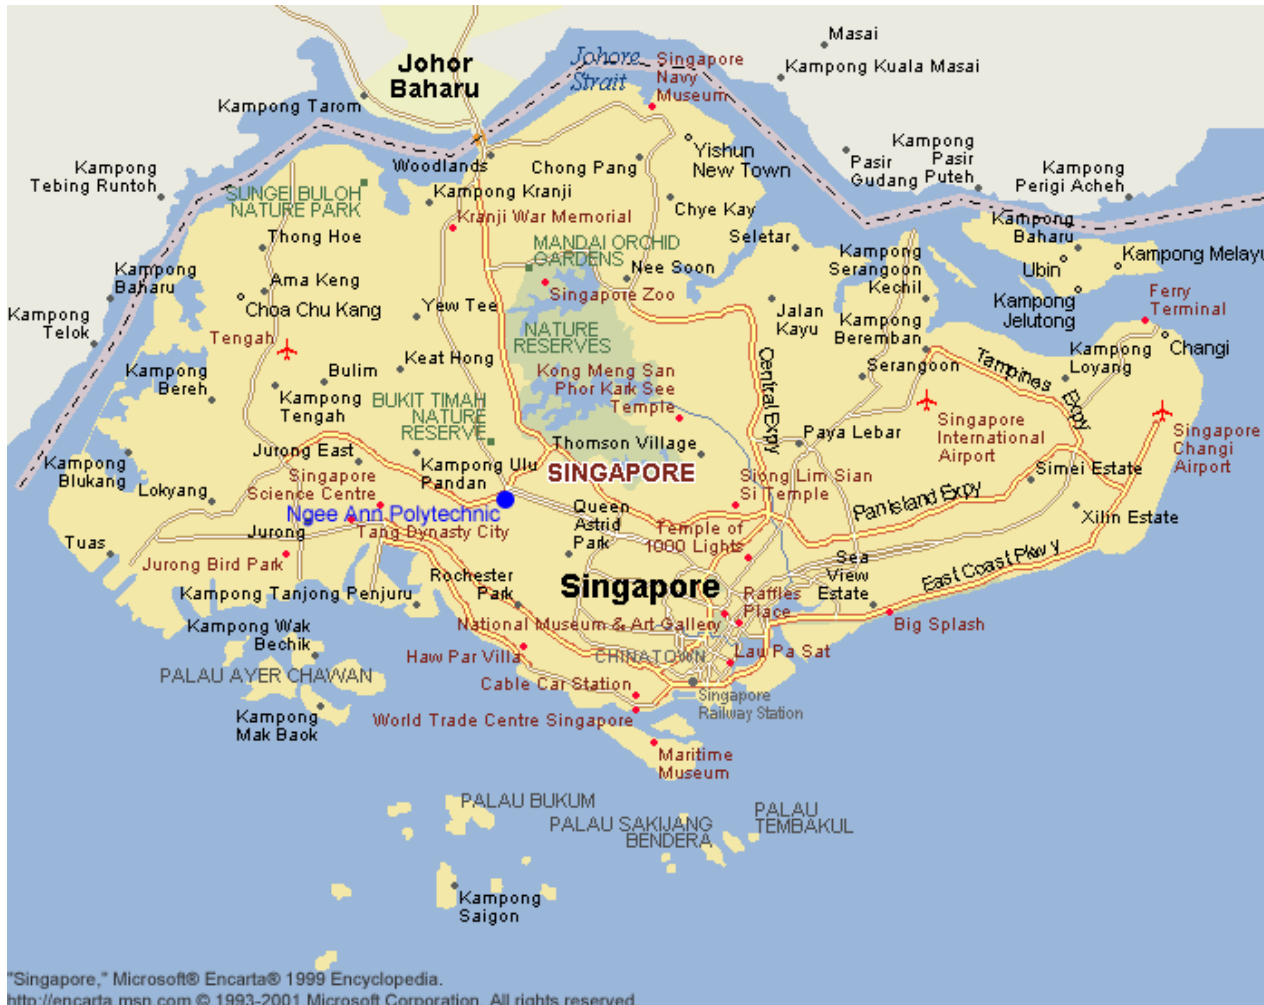 Masai
Johore
Strait
Singapore
Navy
Museum
Johor
Baharu
Kampong Kuala Masai
Kampong Tarom
Kampong
Tebing Runtoh
Woodlands
Chong Pang
Yishun
New Town
Pasir
Gudang
Kampong
Pasir
Puteh
Kampong
Perigi Acheh
SUNGEI BULOH
NATURE PARK
Kampong Kranji
Kranji War Memorial
Chye Kay
Seletar
Kampong
Baharu
Kampong Melayu
Ubin
Thong Hoe
MANDAI ORCHID
GARDENS
Nee Soon
Kampong
Serangoon
Kechil
Kampong
Baharu
Ama Keng
Choa Chu Kang
Yew Tee
Singapore Zoo
Jalan
Kayu
Kampong
Jelutong
Ferry
Terminal
Kampong
Telok
Tengah
NATURE
RESERVES
Kampong
Beremban
Kampong
Loyang
Changi
Keat Hong
Kong Meng San
Phor Kark See
Temple
Central Expy
Serangoon
Tampines
Expy
Kampong
Bereh
Bulim
Kampong
Tengah
BUKIT TIMAH
NATURE
RESERVE
Singapore
International
Airport
Singapore
Changi
Airport
Thomson Village
Paya Lebar
Kampong
Blukang
Jurong East
Kampong Ulu
Pandan
SINGAPORE
Siong Lim Sian
Si Temple
Simei Estate
Lokyang
Singapore
Science Centre
Pan Island Expy
Ngee Ann Polytechnic
Queen
Astrid
Park
Xilin Estate
Jurong
Tang Dynasty City
Temple of
1000 Lights
Tuas
Jurong Bird Park
Sea
View
Estate
East Coast Pkwy
Rochester
Park
Singapore
Kampong Tanjong Penjuru
Raffles
Place
National Museum & Art Gallery
Big Splash
Kampong Wak
Bechik
Haw Par Villa
CHINATOWN
Lau Pa Sat
PALAU AYER CHAWAN
Cable Car Station
Singapore
Railway Station
Kampong
Mak Baok
World Trade Centre Singapore
Maritime
Museum
PALAU BUKUM
PALAU SAKIJANG
BENDERA
PALAU
TEMBAKUL
Kampong
Saigon
"Singapore," Microsoft® Encarta® 1999 Encyclopedia.
http://encarta.msn.com © 1993-2001 Microsoft Corporation. All rights reserved.